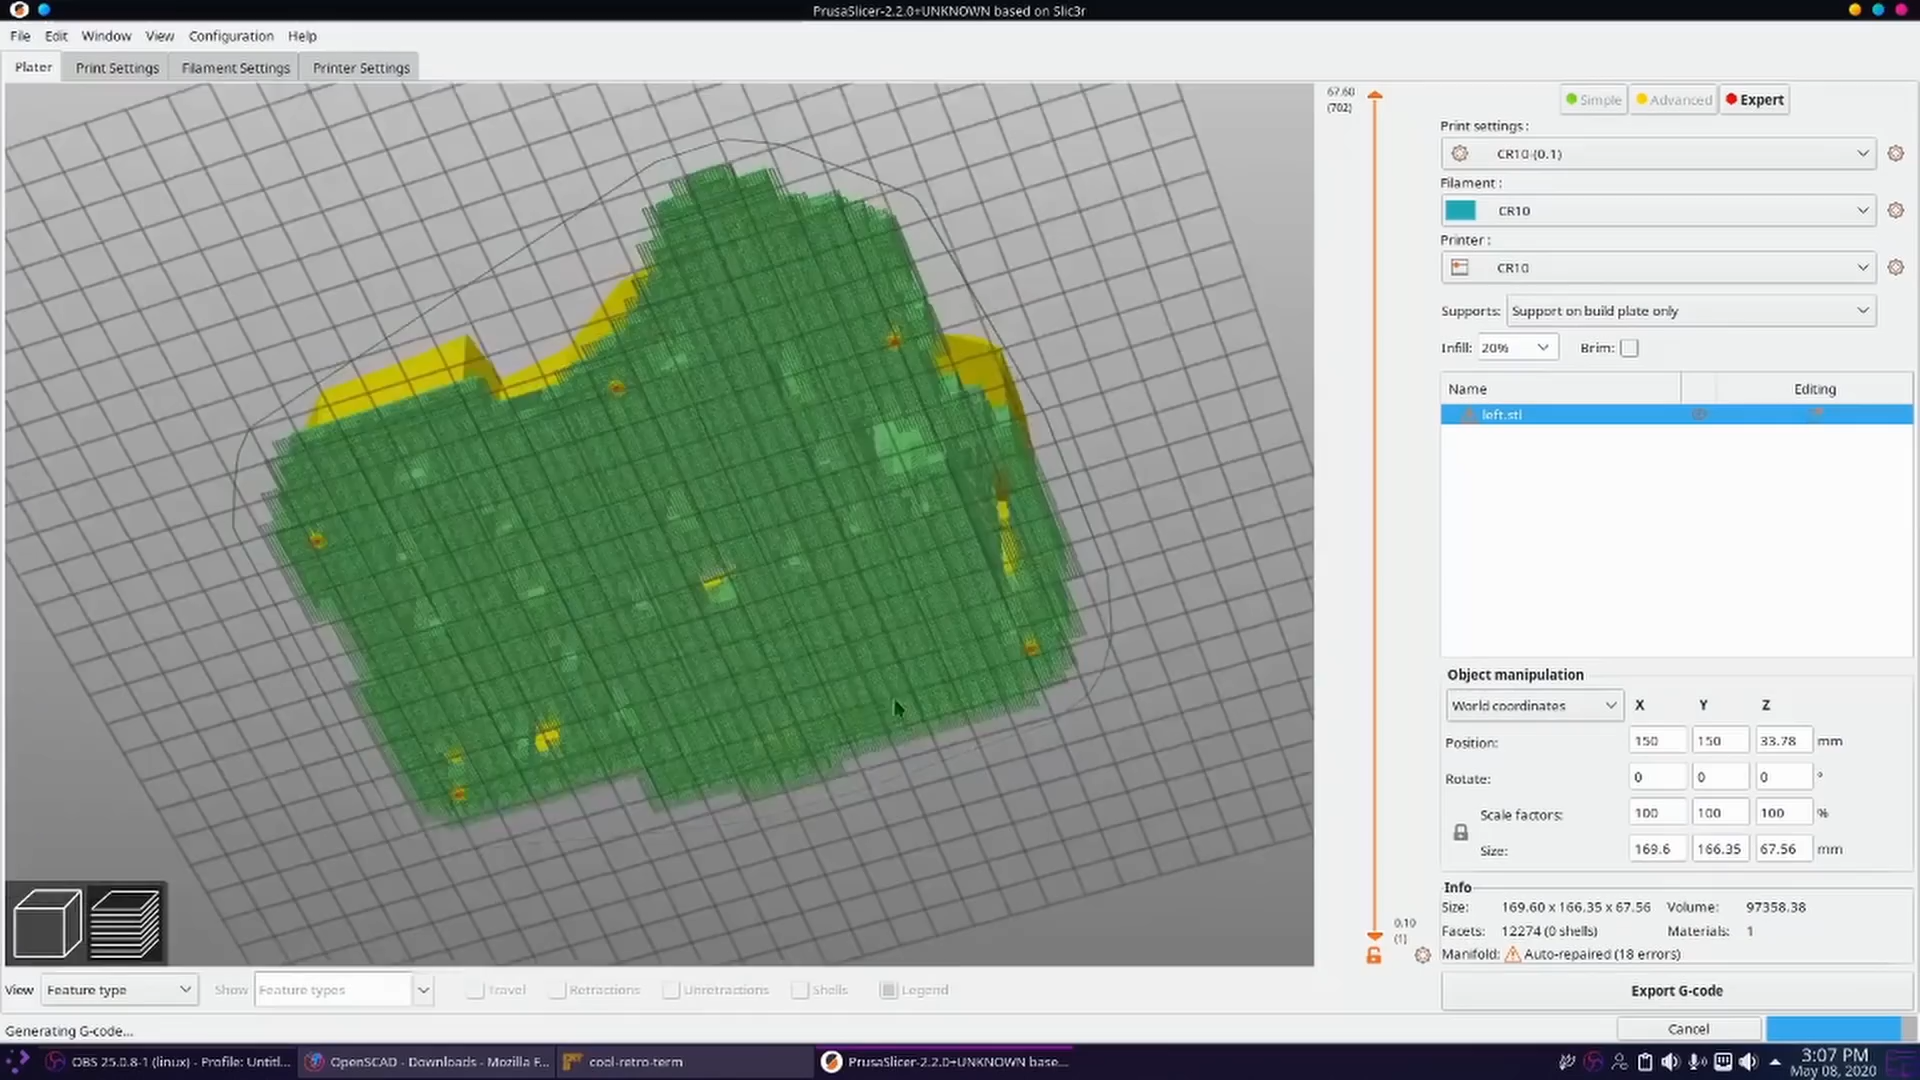 PrusaSlicer-2.2.0+UNKNOWN based on Slic3r
File Edit Window View Configuration Help
Plater Print Settings Filament Settings Printer Settings
67.60
(702)
Simple Advanced Expert
Print settings :
CR10-(0.1)
Filament :
CR10
Printer :
CR10
Supports: Support on build plate only
Infill: 20% Brim:
Name Editing
left.stl
Object manipulation
World coordinates X Y Z
Position: 150 150 33.78 mm
Rotate: 0 0 0 °
Scale factors: 100 100 100 %
Size: 169.6 166.35 67.56 mm
0.10
(1)
Info
Size: 169.60 x 166.35 x 67.56 Volume: 97358.38
Facets: 12274 (0 shells) Materials: 1
Manifold: Auto-repaired (18 errors)
View Feature type Show Feature types Travel Retractions Unretractions Shells Legend
Export G-code
Generating G-code...
Cancel
OBS 25.0.8-1 (linux) - Profile: Untitl... OpenSCAD - Downloads - Mozilla F... cool-retro-term PrusaSlicer-2.2.0+UNKNOWN base... 3:07 PM
May 08, 2020